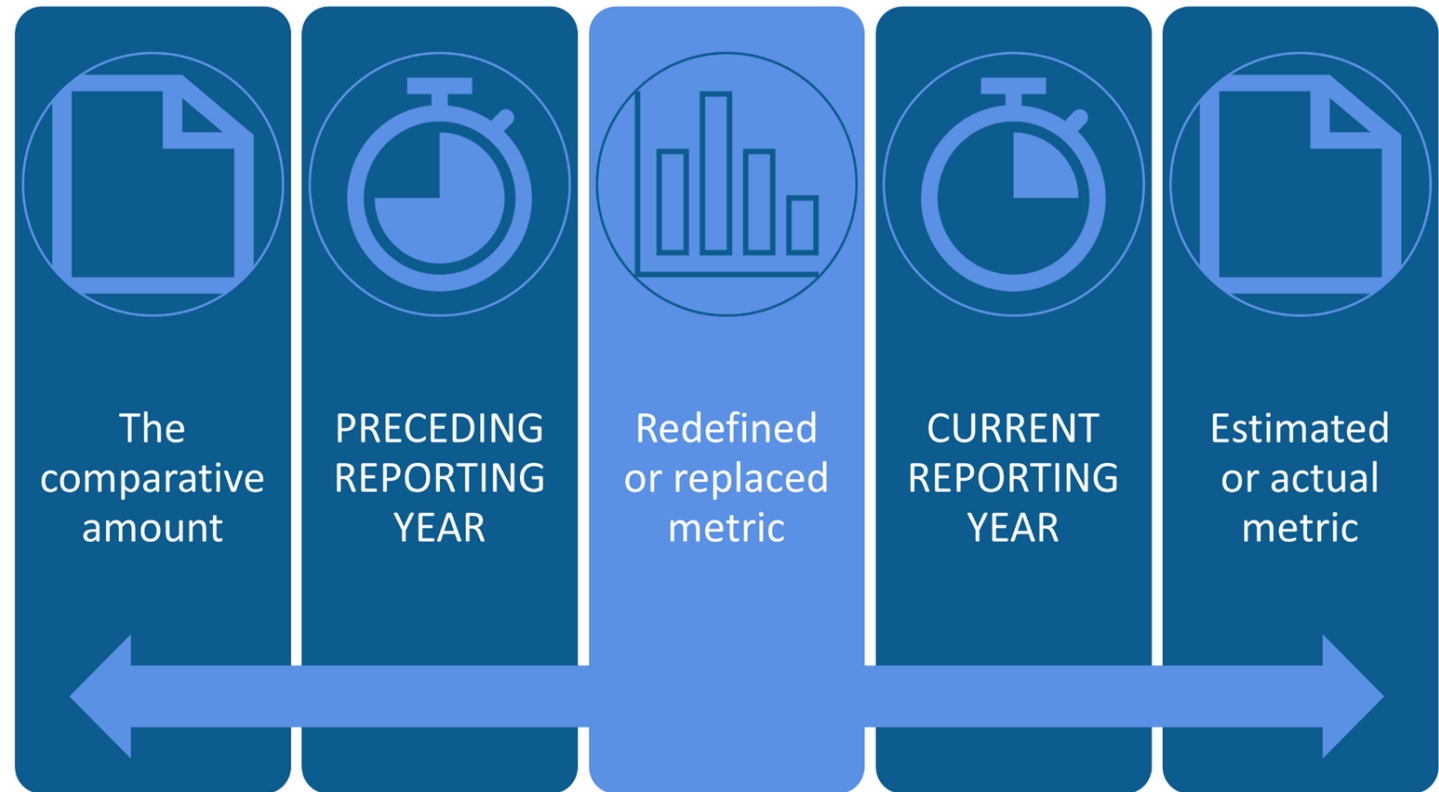 The
comparative
amount
PRECEDING
REPORTING
YEAR
Redefined
or replaced
metric
CURRENT
REPORTING
YEAR
Estimated
or actual
metric